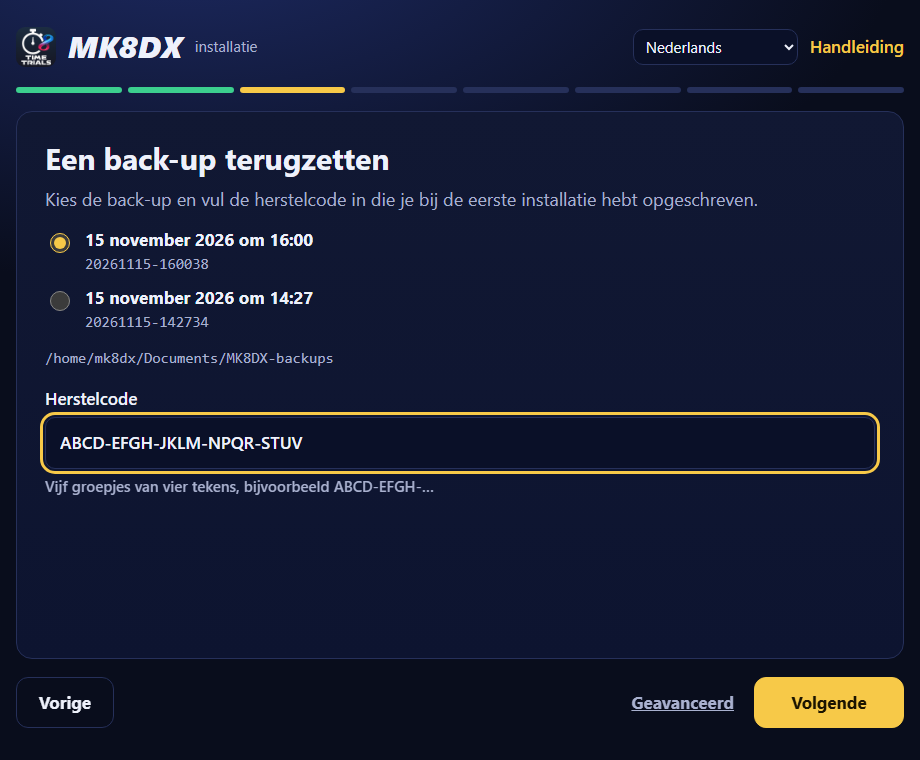 TIME
TRIALS
MK8DX installatie
Nederlands
Handleiding
Een back-up terugzetten
Kies de back-up en vul de herstelcode in die je bij de eerste installatie hebt opgeschreven.
15 november 2026 om 16:00
20261115-160038
15 november 2026 om 14:27
20261115-142734
/home/mk8dx/Documents/MK8DX-backups
Herstelcode
ABCD-EFGH-JKLM-NPQR-STUV
Vijf groepjes van vier tekens, bijvoorbeeld ABCD-EFGH-...
Vorige
Geavanceerd
Volgende